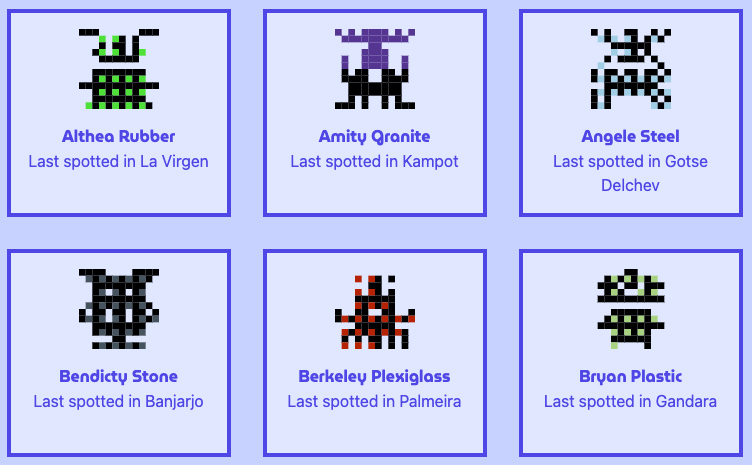 Althea Rubber
Last spotted in La Virgen
Amity Granite
Last spotted in Kampot
Angele Steel
Last spotted in Gotse
Delchev
Bendicty Stone
Last spotted in Banjarjo
Berkeley Plexiglass
Last spotted in Palmeira
Bryan Plastic
Last spotted in Gandara